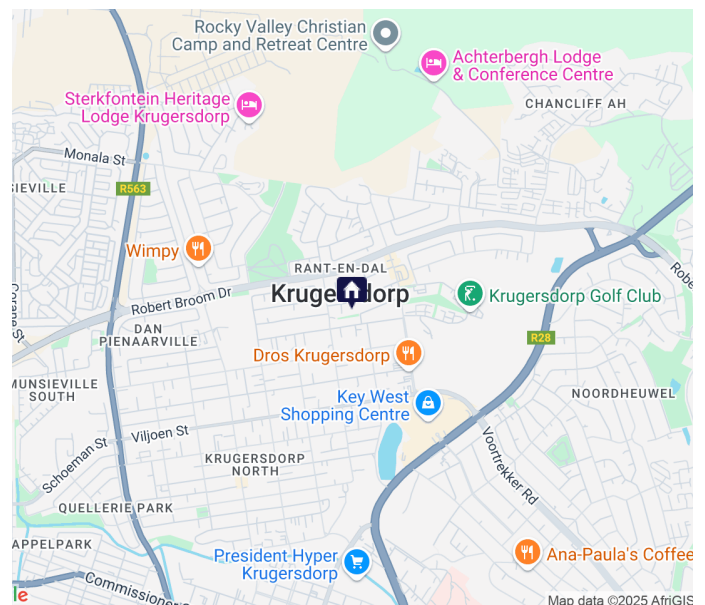 Rocky Valley Christian
Camp and Retreat Centre
Achterbergh Lodge
& Conference Centre
Sterkfontein Heritage
Lodge Krugersdorp
CHANCLIFF AH
Monala St
SIEVILLE
R563
Wimpy
RANT-EN-DAL
Krugersdorp
Krugersdorp Golf Club
Robert Broom Dr
Robe
DAN
PIENAARVILLE
R28
Dros Krugersdorp
MUNSIEVILLE
SOUTH
Key West
Shopping Centre
NOORDHEUWEL
Viljoen St
Voortrekker Rd
Schoeman St
KRUGERSDORP
NORTH
QUELLERIE PARK
APPELPARK
President Hyper
Krugersdorp
Ana-Paula's Coffee
Commissioner
le
Map data ©2025 AfriGIS